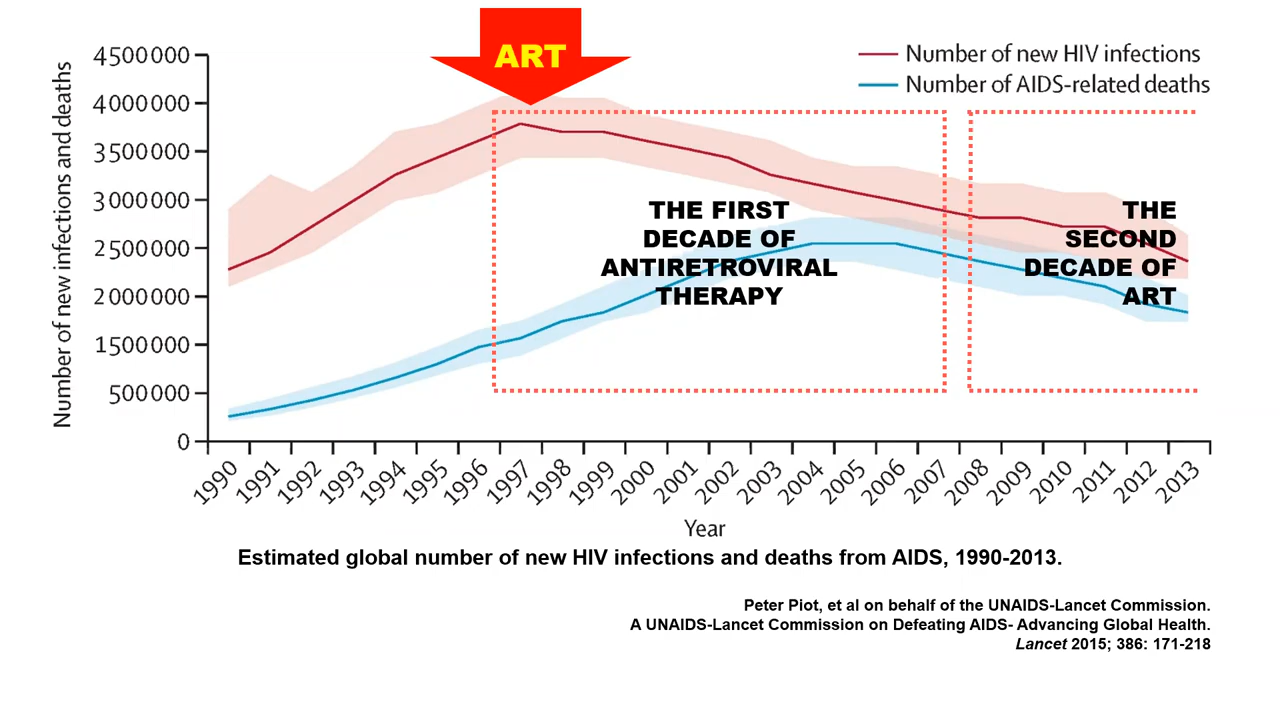 ART
4500000
4000000
3500000
3000000
2500000
2000000
1500000
500000
0
Number of new infections and deaths
Number of new HIV infections
Number of AIDS-related deaths
THE FIRST
DECADE OF
ANTIRETROVIRAL
THERAPY
THE
SECOND
DECADE OF
ART
1990
1991
1992
1993
1994
1995
1996
1997
1998
1999
2000
2001
2002
2003
2004
2005
2006
2007
2008
2009
2010
2011
2012
2013
Year
Estimated global number of new HIV infections and deaths from AIDS, 1990-2013.
Peter Piot, et al on behalf of the UNAIDS-Lancet Commission.
A UNAIDS-Lancet Commission on Defeating AIDS- Advancing Global Health.
Lancet 2015; 386: 171-218